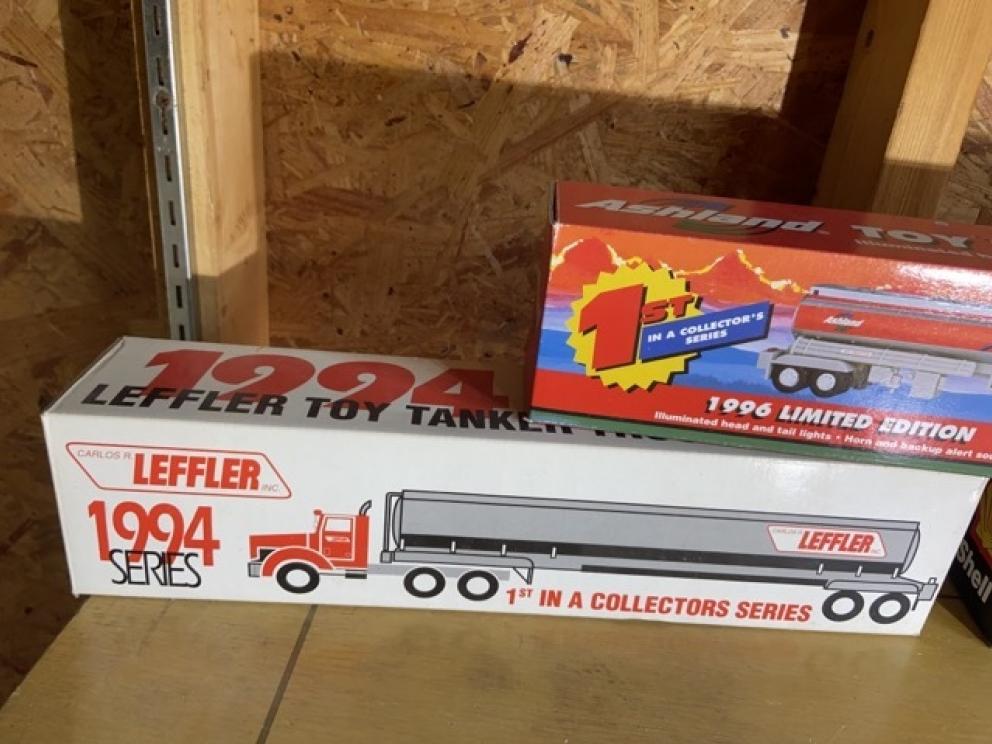 Ashland TOY
1ST
IN A COLLECTOR'S
SERIES
Ashland
1996 LIMITED EDITION
Illuminated head and tail lights • Horn and backup alert
1994
LEFFLER TOY TANKER
CARLOS R.
LEFFLER INC.
1994
SERIES
CARLOS R.
LEFFLER INC.
1ST IN A COLLECTORS SERIES
Shell